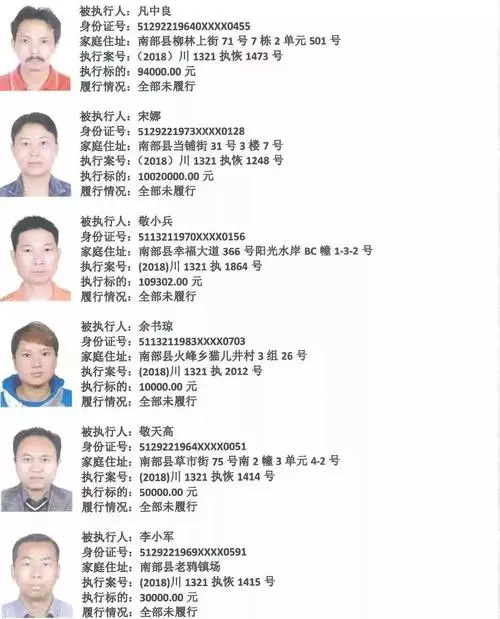 被执行人：凡中良
身份证号：51292219640XXXX0455
家庭住址：南部县柳林上街 71 号 7 栋 2 单元 501 号
执行案号：（2018）川 1321 执恢 1473 号
执行标的：94000.00 元
履行情况：全部未履行
被执行人：宋娜
身份证号：5129221973XXXX0128
家庭住址：南部县当铺街 31 号 3 楼 7 号
执行案号：（2018）川 1321 执恢 1248 号
执行标的：10020000.00 元
履行情况：全部未履行
被执行人：敬小兵
身份证号：5113211970XXXX0156
家庭住址：南部县幸福大道 366 号阳光水岸 BC 幢 1-3-2 号
执行案号：(2018)川 1321 执 1864 号
执行标的：109302.00 元
履行情况：全部未履行
被执行人：余书琼
身份证号：5113211983XXXX0703
家庭住址：南部县火峰乡猫儿井村 3 组 26 号
执行案号：(2018)川 1321 执 2012 号
执行标的：10000.00 元
履行情况：全部未履行
被执行人：敬天高
身份证号：5129221964XXXX0051
家庭住址：南部县草市街 75 号南 2 幢 3 单元 4-2 号
执行案号：(2018)川 1321 执恢 1414 号
执行标的：50000.00 元
履行情况：全部未履行
被执行人：李小军
身份证号：5129221969XXXX0591
家庭住址：南部县老鸦镇场
执行案号：(2018)川 1321 执恢 1415 号
执行标的：30000.00 元
履行情况：全部未履行